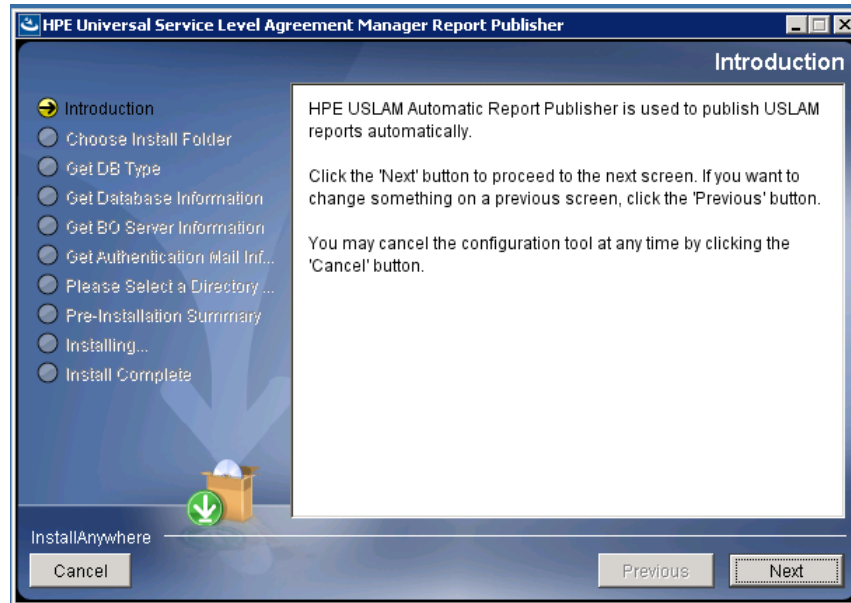 HPE Universal Service Level Agreement Manager Report Publisher
Introduction
Introduction
Choose Install Folder
Get DB Type
Get Database Information
Get BO Server Information
Get Authentication Mail Inf...
Please Select a Directory ...
Pre-Installation Summary
Installing...
Install Complete
HPE USLAM Automatic Report Publisher is used to publish USLAM
reports automatically.
Click the 'Next' button to proceed to the next screen. If you want to
change something on a previous screen, click the 'Previous' button.
You may cancel the configuration tool at any time by clicking the
'Cancel' button.
InstallAnywhere
Cancel
Previous
Next